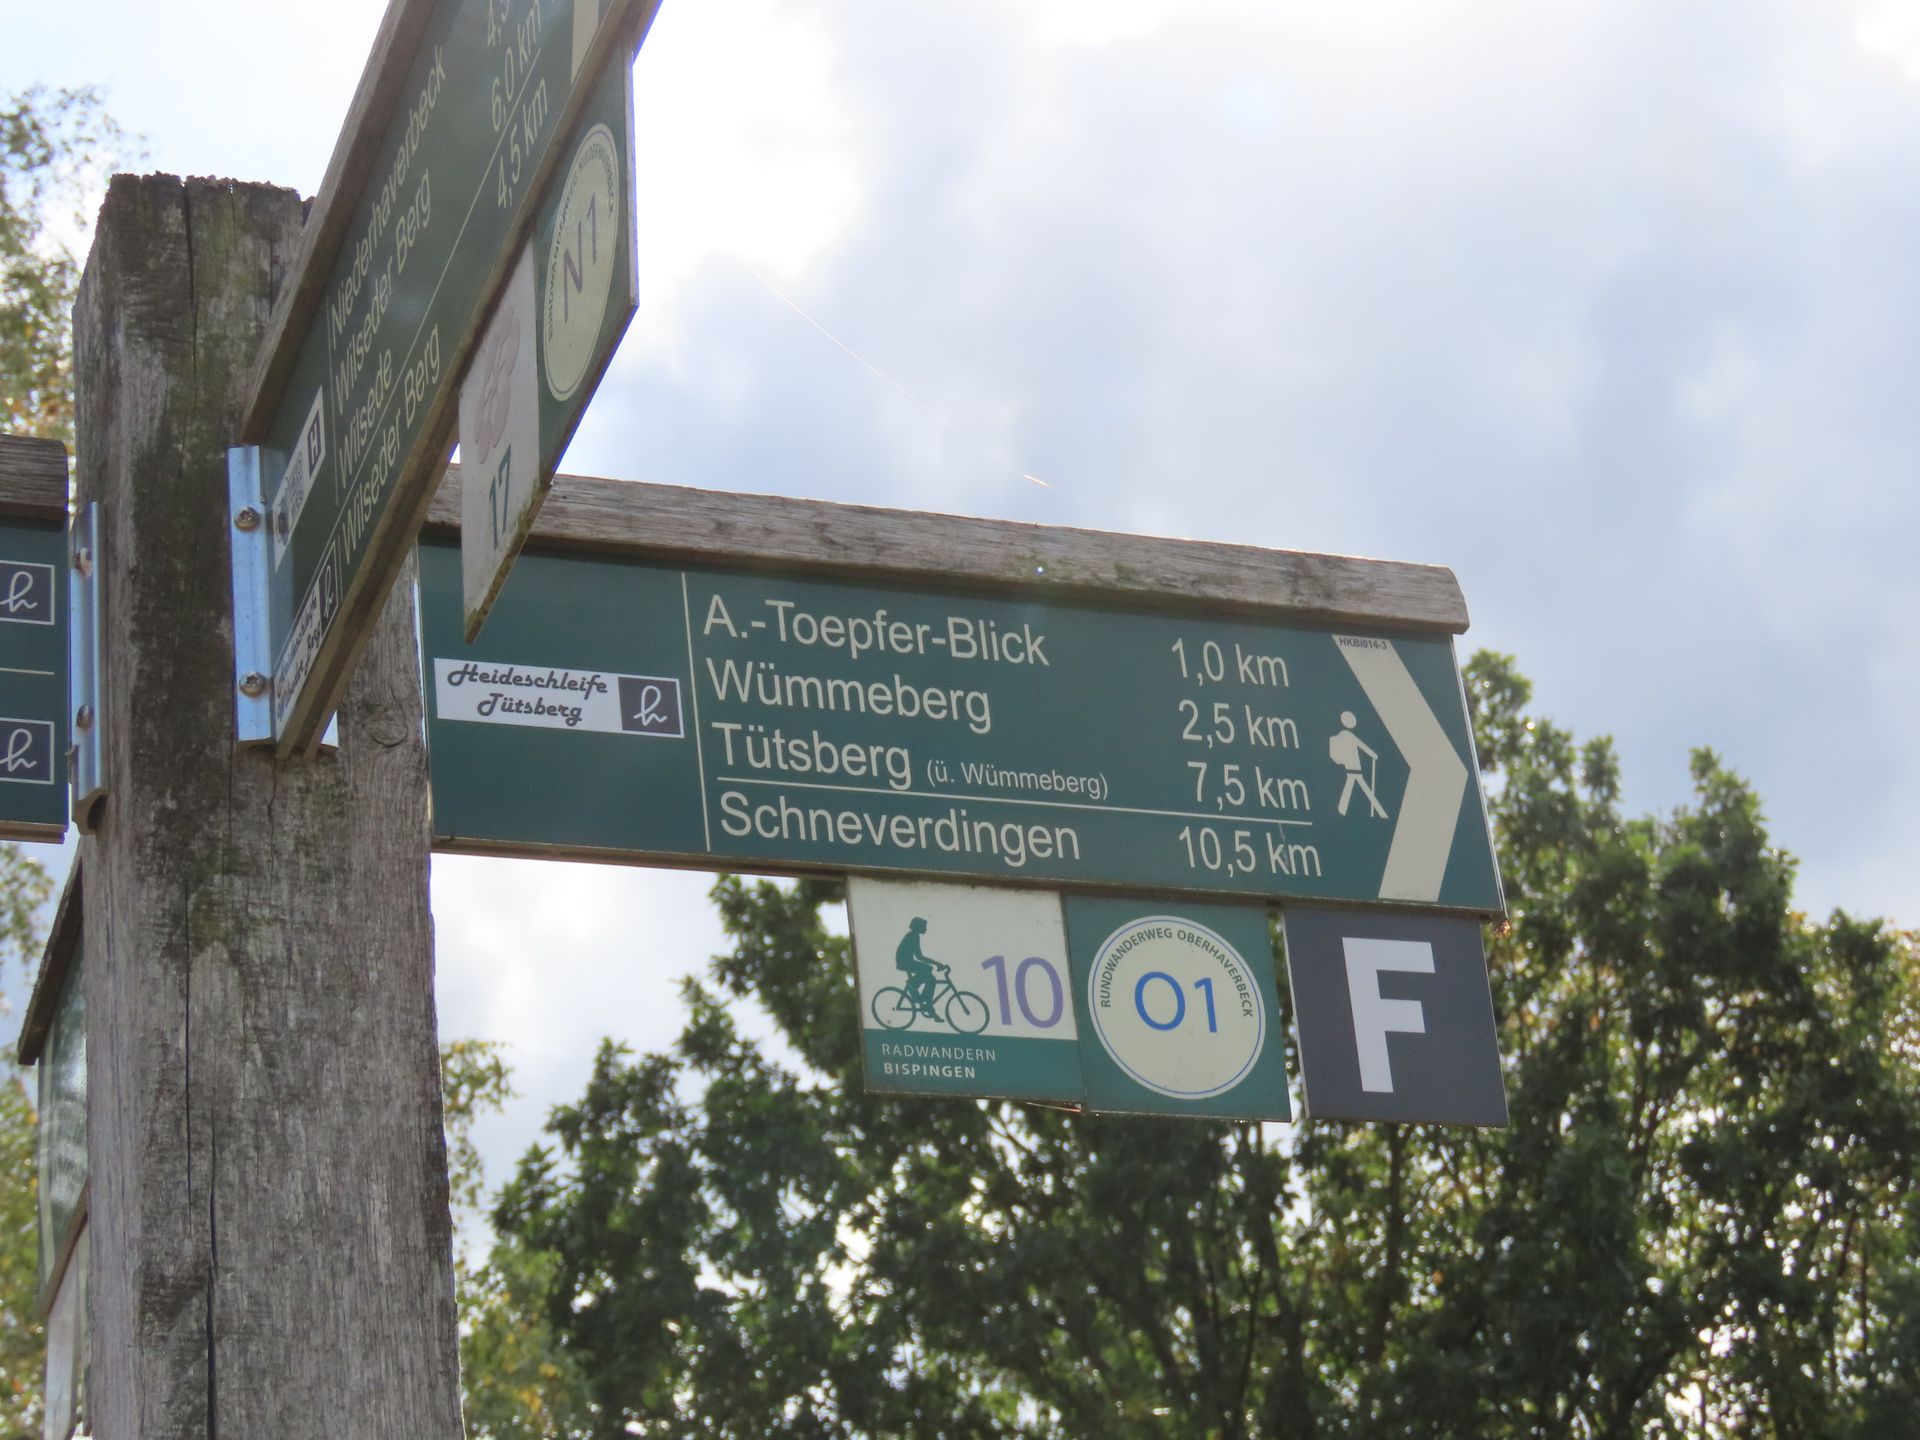 Niederhaverbeck
Wilseder Berg 6,0 km
Wilsede 4,5 km
Wilseder Berg
N1
17
h
h
Heideschleife
Tütsberg
h
HKBI014-3
A.-Toepfer-Blick 1,0 km
Wümmeberg 2,5 km
Tütsberg (ü. Wümmeberg) 7,5 km
Schneverdingen 10,5 km
10
RADWANDERN
BISPINGEN
RUNDWANDERWEG OBERHAVERBECK
O1
F